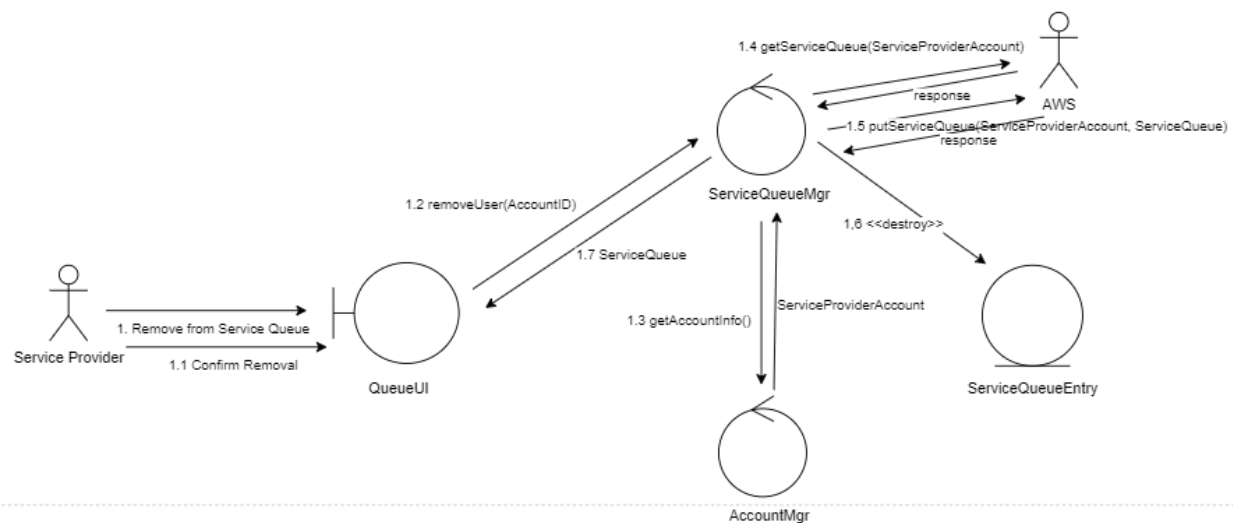 1.4 getServiceQueue(ServiceProviderAccount)
response
AWS
1.5 putServiceQueue(ServiceProviderAccount, ServiceQueue)
response
ServiceQueueMgr
1.2 removeUser(AccountID)
1,6 <<destroy>>
1.7 ServiceQueue
ServiceProviderAccount
1.3 getAccountInfo()
1. Remove from Service Queue
Service Provider
1.1 Confirm Removal
QueueUI
ServiceQueueEntry
AccountMgr